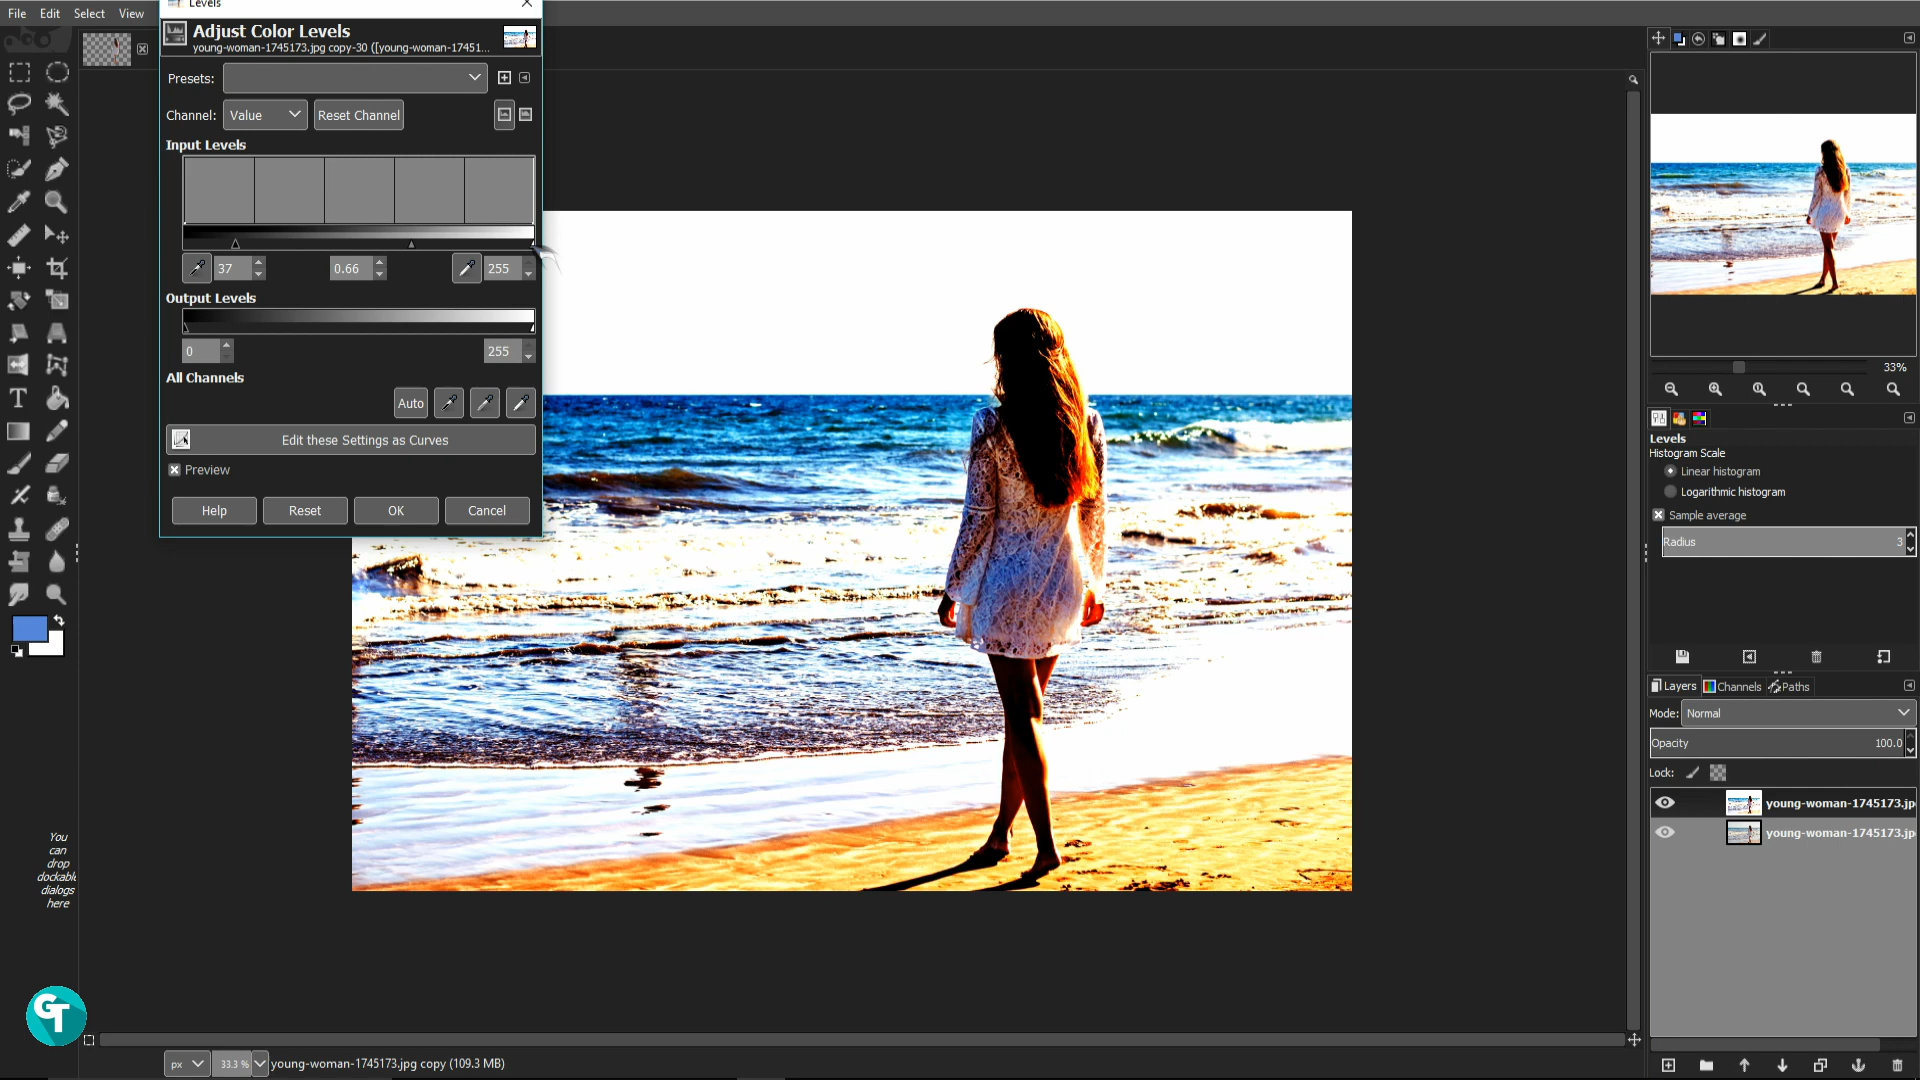 File Edit Select View
Levels
Adjust Color Levels
young-woman-1745173.jpg copy-30 ([young-woman-17451...
Presets:
Channel: Value Reset Channel
Input Levels
37 0.66 255
Output Levels
0 255
All Channels
Auto
Edit these Settings as Curves
Preview
Help Reset OK Cancel
You
can
drop
dockable
dialogs
here
GT
px 33.3 % young-woman-1745173.jpg copy (109.3 MB)
33%
Levels
Histogram Scale
Linear histogram
Logarithmic histogram
Sample average
Radius 3
Layers Channels Paths
Mode: Normal
Opacity 100.0
Lock:
young-woman-1745173.jp
young-woman-1745173.jp